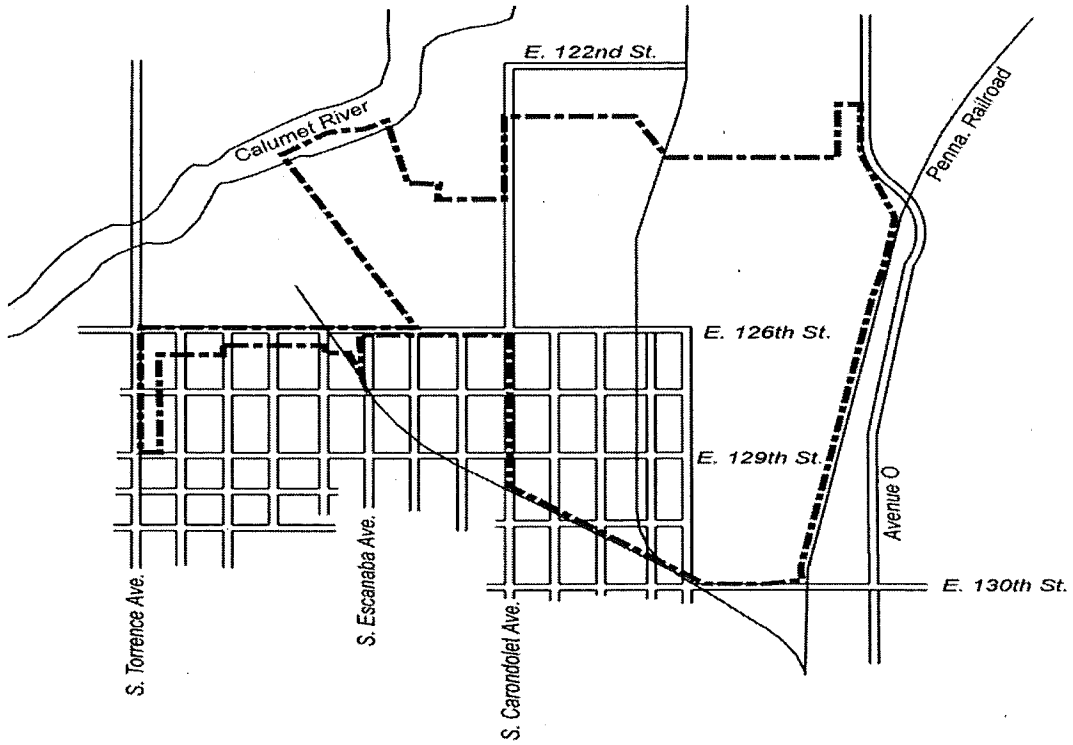 E. 122nd St.
Calumet River
Penna. Railroad
E. 126th St.
E. 129th St.
Avenue O
S. Escanaba Ave.
E. 130th St.
S. Torrence Ave.
S. Carondolet Ave.